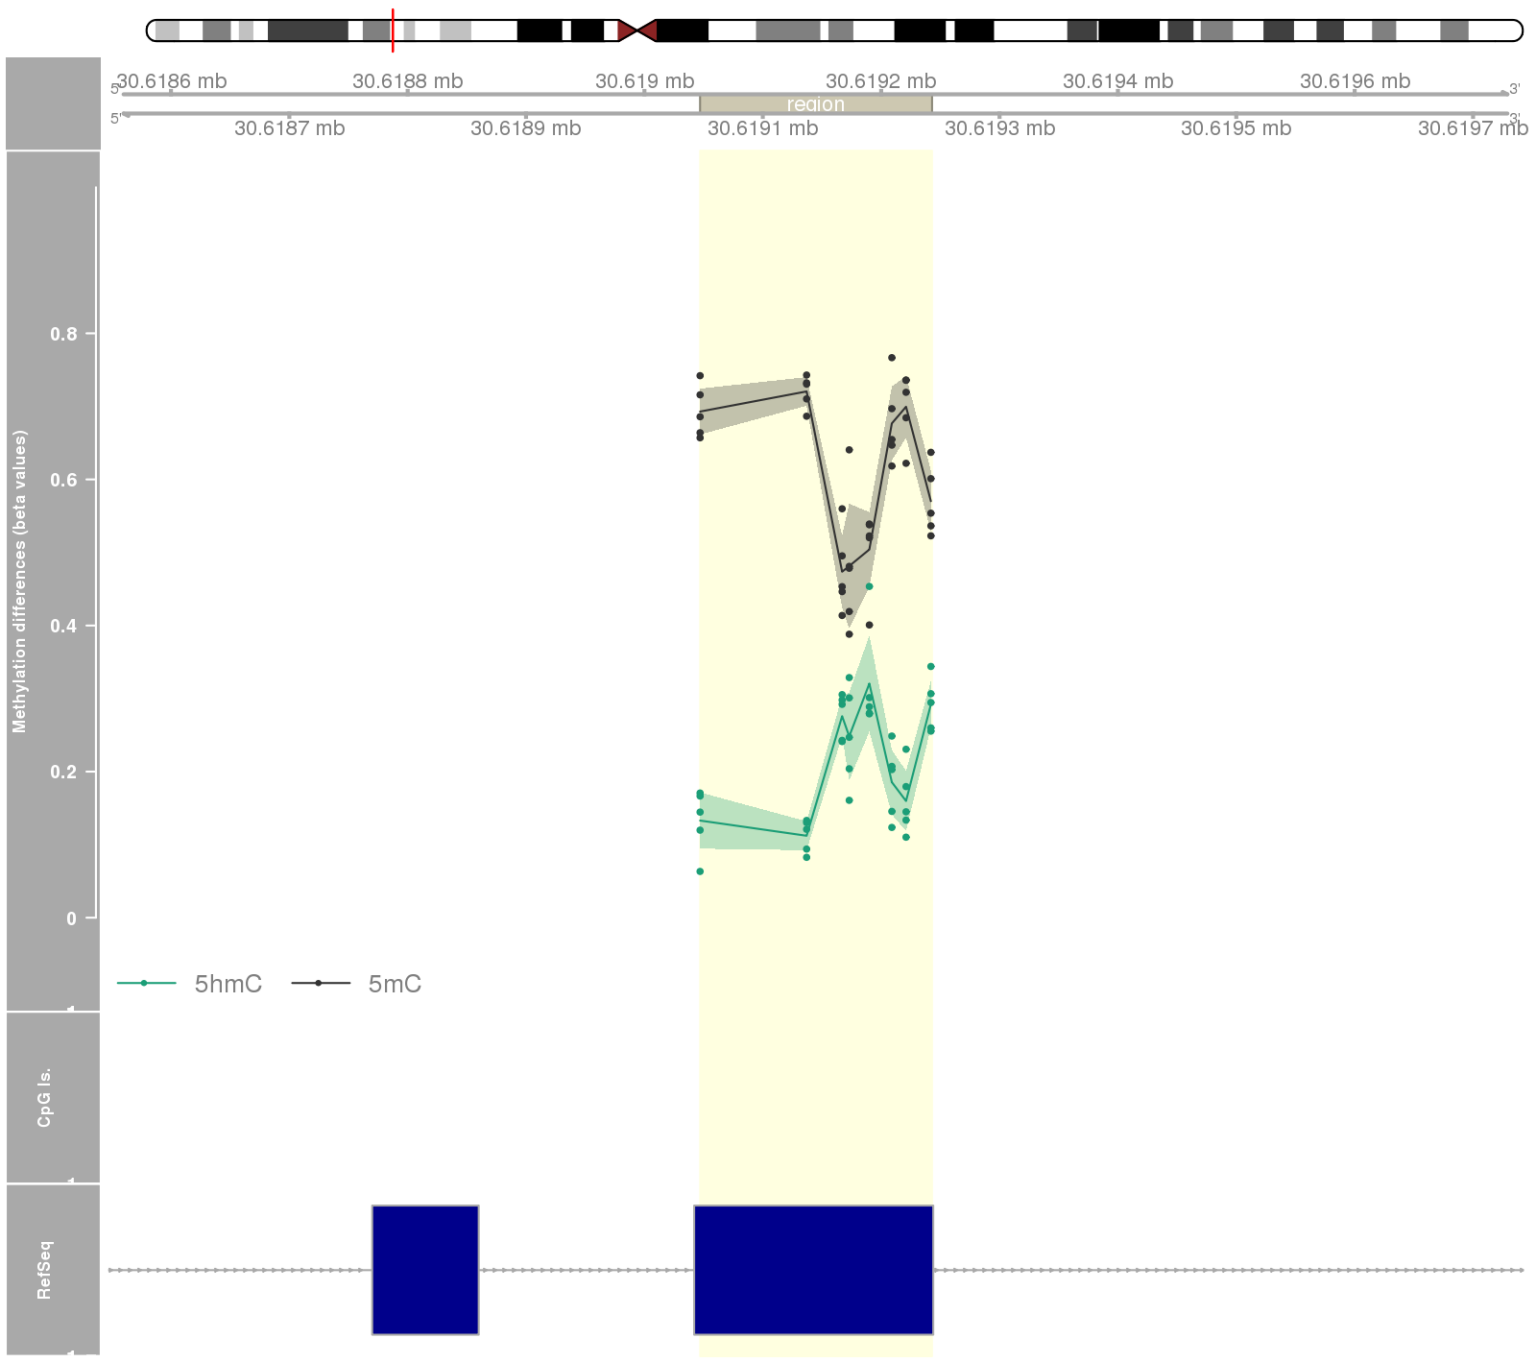 30.6186 mb 30.6188 mb 30.619 mb 30.6192 mb 30.6194 mb 30.6196 mb
5' 3'
region
5' 3'
30.6187 mb 30.6189 mb 30.6191 mb 30.6193 mb 30.6195 mb 30.6197 mb
Methylation differences (beta values)
0.8
0.6
0.4
0.2
0
5hmC 5mC
CpG Is.
RefSeq